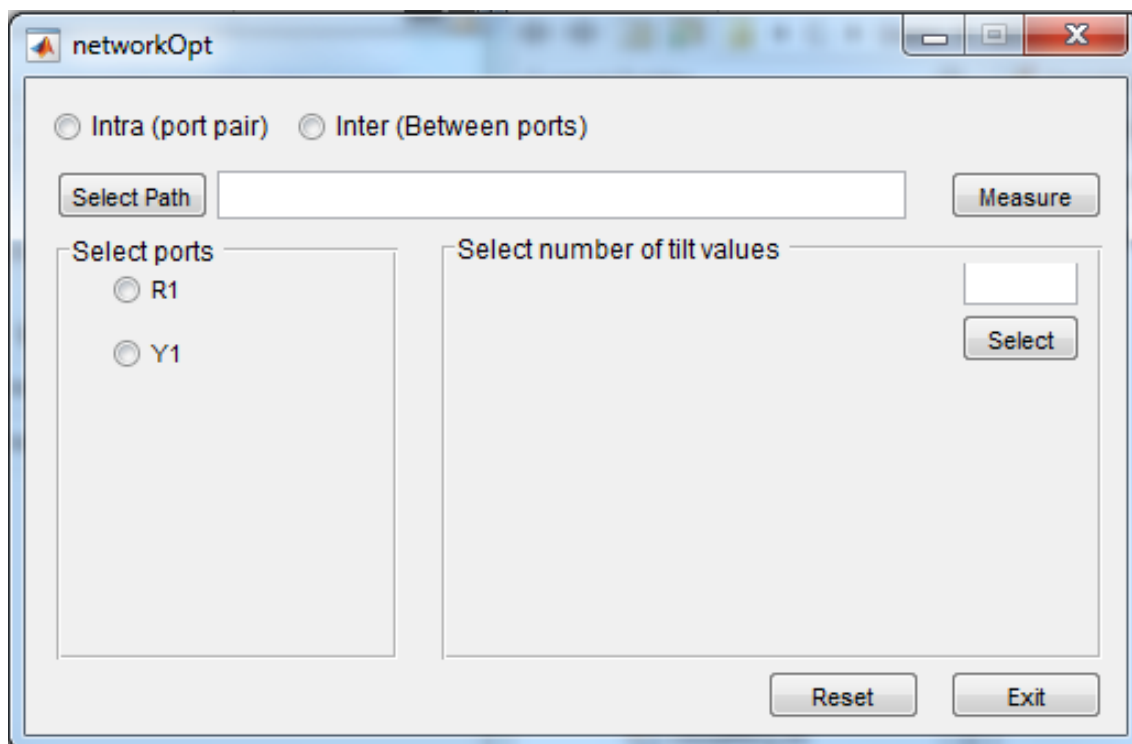 networkOpt
Intra (port pair) Inter (Between ports)
Select Path Measure
Select ports Select number of tilt values
R1
Select
Y1
Reset Exit